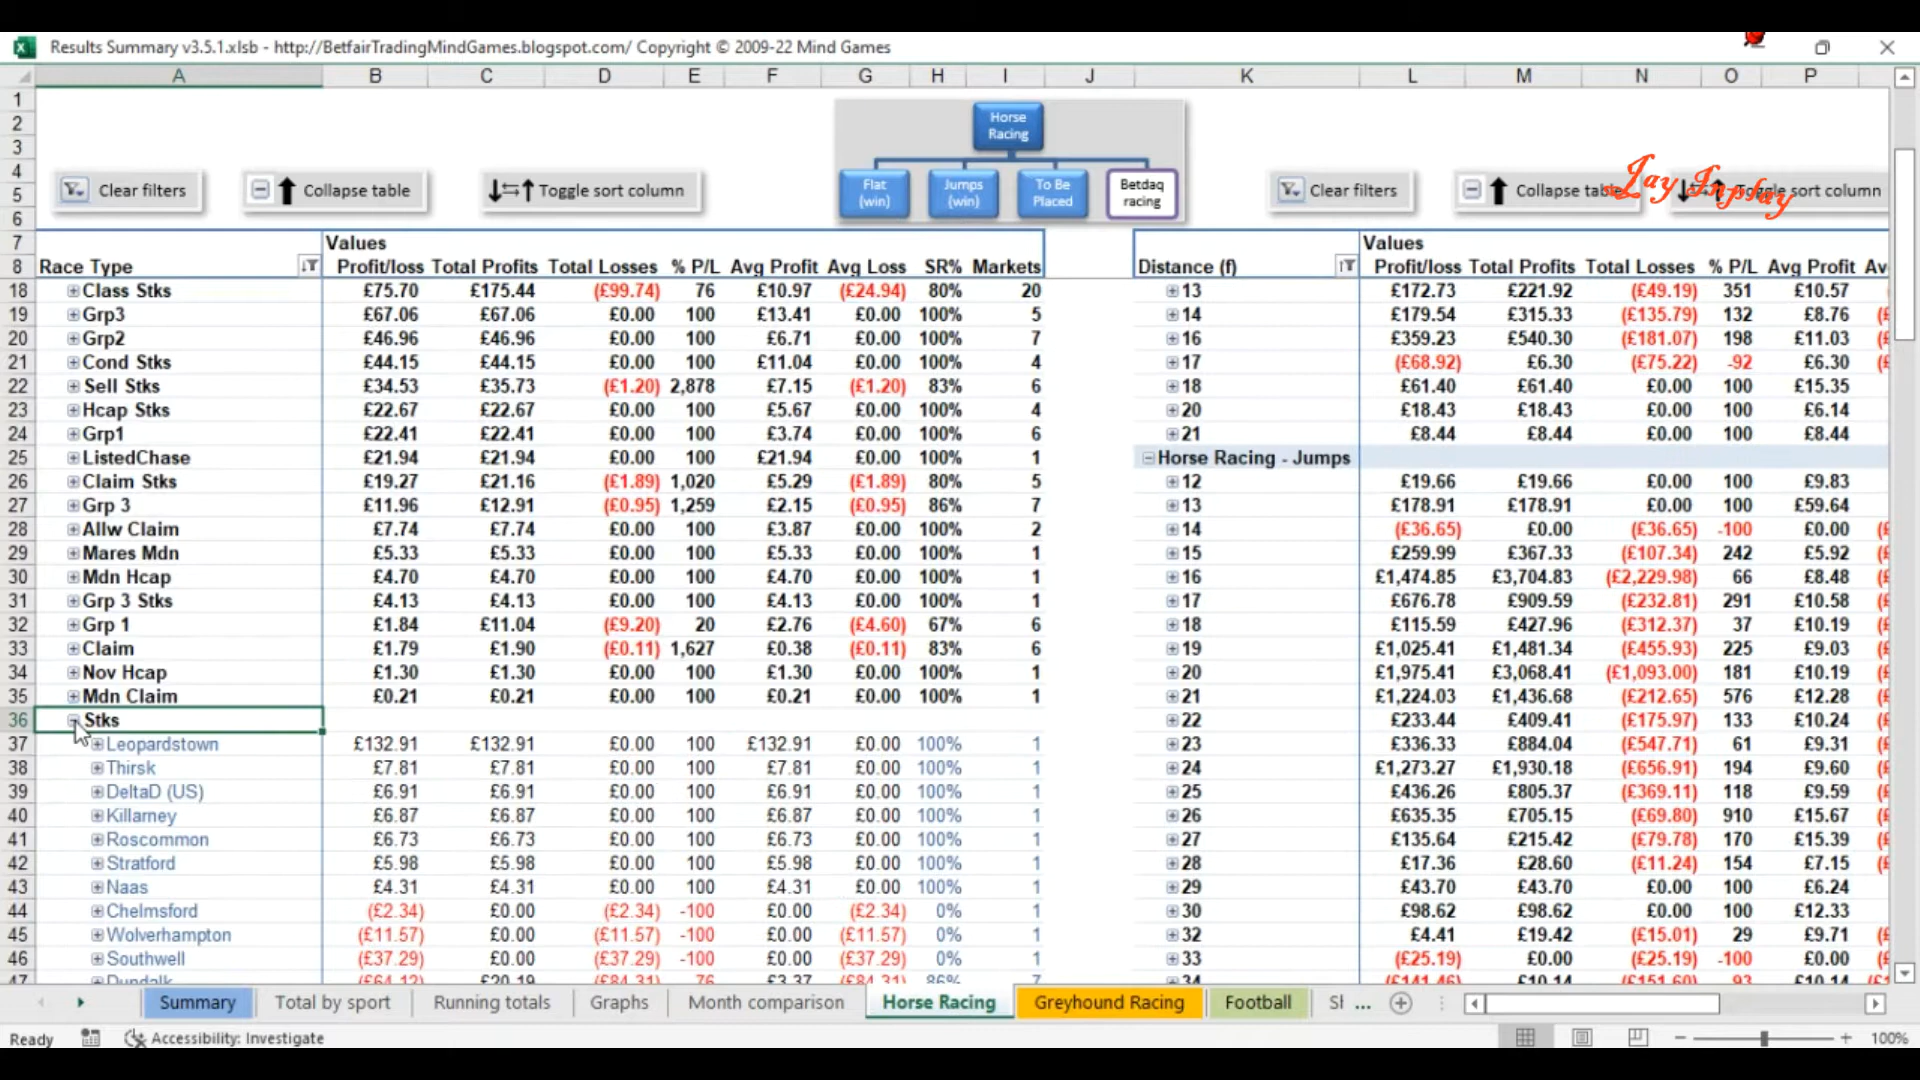 Results Summary v3.5.1.xlsb - http://BetfairTradingMindGames.blogspot.com/ Copyright © 2009-22 Mind Games
A B C D E F G H I J K L M N O P
1
2
3
4
5
6
Horse Racing
Flat (win) Jumps (win) To Be Placed Betdaq racing
Clear filters Collapse table Toggle sort column Clear filters Collapse table Toggle sort column
Lay Inplay
7 Values Values
8 Race Type Profit/loss Total Profits Total Losses % P/L Avg Profit Avg Loss SR% Markets Distance (f) Profit/loss Total Profits Total Losses % P/L Avg Profit Av
18 Class Stks £75.70 £175.44 (£99.74) 76 £10.97 (£24.94) 80% 20 13 £172.73 £221.92 (£49.19) 351 £10.57
19 Grp3 £67.06 £67.06 £0.00 100 £13.41 £0.00 100% 5 14 £179.54 £315.33 (£135.79) 132 £8.76 (£
20 Grp2 £46.96 £46.96 £0.00 100 £6.71 £0.00 100% 7 16 £359.23 £540.30 (£181.07) 198 £11.03 (£
21 Cond Stks £44.15 £44.15 £0.00 100 £11.04 £0.00 100% 4 17 (£68.92) £6.30 (£75.22) -92 £6.30 (£
22 Sell Stks £34.53 £35.73 (£1.20) 2,878 £7.15 (£1.20) 83% 6 18 £61.40 £61.40 £0.00 100 £15.35
23 Hcap Stks £22.67 £22.67 £0.00 100 £5.67 £0.00 100% 4 20 £18.43 £18.43 £0.00 100 £6.14
24 Grp1 £22.41 £22.41 £0.00 100 £3.74 £0.00 100% 6 21 £8.44 £8.44 £0.00 100 £8.44
25 ListedChase £21.94 £21.94 £0.00 100 £21.94 £0.00 100% 1 Horse Racing - Jumps
26 Claim Stks £19.27 £21.16 (£1.89) 1,020 £5.29 (£1.89) 80% 5 12 £19.66 £19.66 £0.00 100 £9.83
27 Grp 3 £11.96 £12.91 (£0.95) 1,259 £2.15 (£0.95) 86% 7 13 £178.91 £178.91 £0.00 100 £59.64
28 Allw Claim £7.74 £7.74 £0.00 100 £3.87 £0.00 100% 2 14 (£36.65) £0.00 (£36.65) -100 £0.00 (£
29 Mares Mdn £5.33 £5.33 £0.00 100 £5.33 £0.00 100% 1 15 £259.99 £367.33 (£107.34) 242 £5.92 (£
30 Mdn Hcap £4.70 £4.70 £0.00 100 £4.70 £0.00 100% 1 16 £1,474.85 £3,704.83 (£2,229.98) 66 £8.48 (£
31 Grp 3 Stks £4.13 £4.13 £0.00 100 £4.13 £0.00 100% 1 17 £676.78 £909.59 (£232.81) 291 £10.58 (£
32 Grp 1 £1.84 £11.04 (£9.20) 20 £2.76 (£4.60) 67% 6 18 £115.59 £427.96 (£312.37) 37 £10.19 (£
33 Claim £1.79 £1.90 (£0.11) 1,627 £0.38 (£0.11) 83% 6 19 £1,025.41 £1,481.34 (£455.93) 225 £9.03 (£
34 Nov Hcap £1.30 £1.30 £0.00 100 £1.30 £0.00 100% 1 20 £1,975.41 £3,068.41 (£1,093.00) 181 £10.19 (£
35 Mdn Claim £0.21 £0.21 £0.00 100 £0.21 £0.00 100% 1 21 £1,224.03 £1,436.68 (£212.65) 576 £12.28 (£
36 Stks 22 £233.44 £409.41 (£175.97) 133 £10.24 (£
37 Leopardstown £132.91 £132.91 £0.00 100 £132.91 £0.00 100% 1 23 £336.33 £884.04 (£547.71) 61 £9.31 (£
38 Thirsk £7.81 £7.81 £0.00 100 £7.81 £0.00 100% 1 24 £1,273.27 £1,930.18 (£656.91) 194 £9.60 (£
39 DeltaD (US) £6.91 £6.91 £0.00 100 £6.91 £0.00 100% 1 25 £436.26 £805.37 (£369.11) 118 £9.59 (£
40 Killarney £6.87 £6.87 £0.00 100 £6.87 £0.00 100% 1 26 £635.35 £705.15 (£69.80) 910 £15.67 (£
41 Roscommon £6.73 £6.73 £0.00 100 £6.73 £0.00 100% 1 27 £135.64 £215.42 (£79.78) 170 £15.39 (£
42 Stratford £5.98 £5.98 £0.00 100 £5.98 £0.00 100% 1 28 £17.36 £28.60 (£11.24) 154 £7.15 (£
43 Naas £4.31 £4.31 £0.00 100 £4.31 £0.00 100% 1 29 £43.70 £43.70 £0.00 100 £6.24
44 Chelmsford (£2.34) £0.00 (£2.34) -100 £0.00 (£2.34) 0% 1 30 £98.62 £98.62 £0.00 100 £12.33
45 Wolverhampton (£11.57) £0.00 (£11.57) -100 £0.00 (£11.57) 0% 1 32 £4.41 £19.42 (£15.01) 29 £9.71 (£
46 Southwell (£37.29) £0.00 (£37.29) -100 £0.00 (£37.29) 0% 1 33 (£25.19) £0.00 (£25.19) -100 £0.00 (£
47 Dundalk (£64.12) £20.19 (£84.31) -76 £3.37 (£84.31) 86% 7 34 (£141.46) £10.14 (£151.60) -93 £10.14 (£
Summary Total by sport Running totals Graphs Month comparison Horse Racing Greyhound Racing Football Sl ...
Ready Accessibility: Investigate 100%